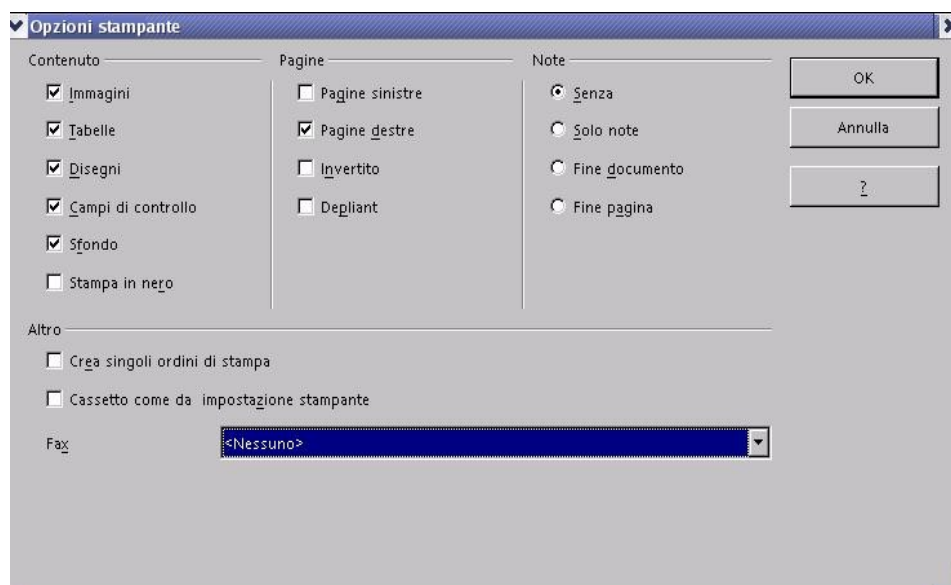 Opzioni stampante
Contenuto
Immagini
Tabelle
Disegni
Campi di controllo
Sfondo
Stampa in nero
Pagine
Pagine sinistre
Pagine destre
Invertito
Depliant
Note
Senza
Solo note
Fine documento
Fine pagina
OK
Annulla
?
Altro
Crea singoli ordini di stampa
Cassetto come da impostazione stampante
Fax
<Nessuno>